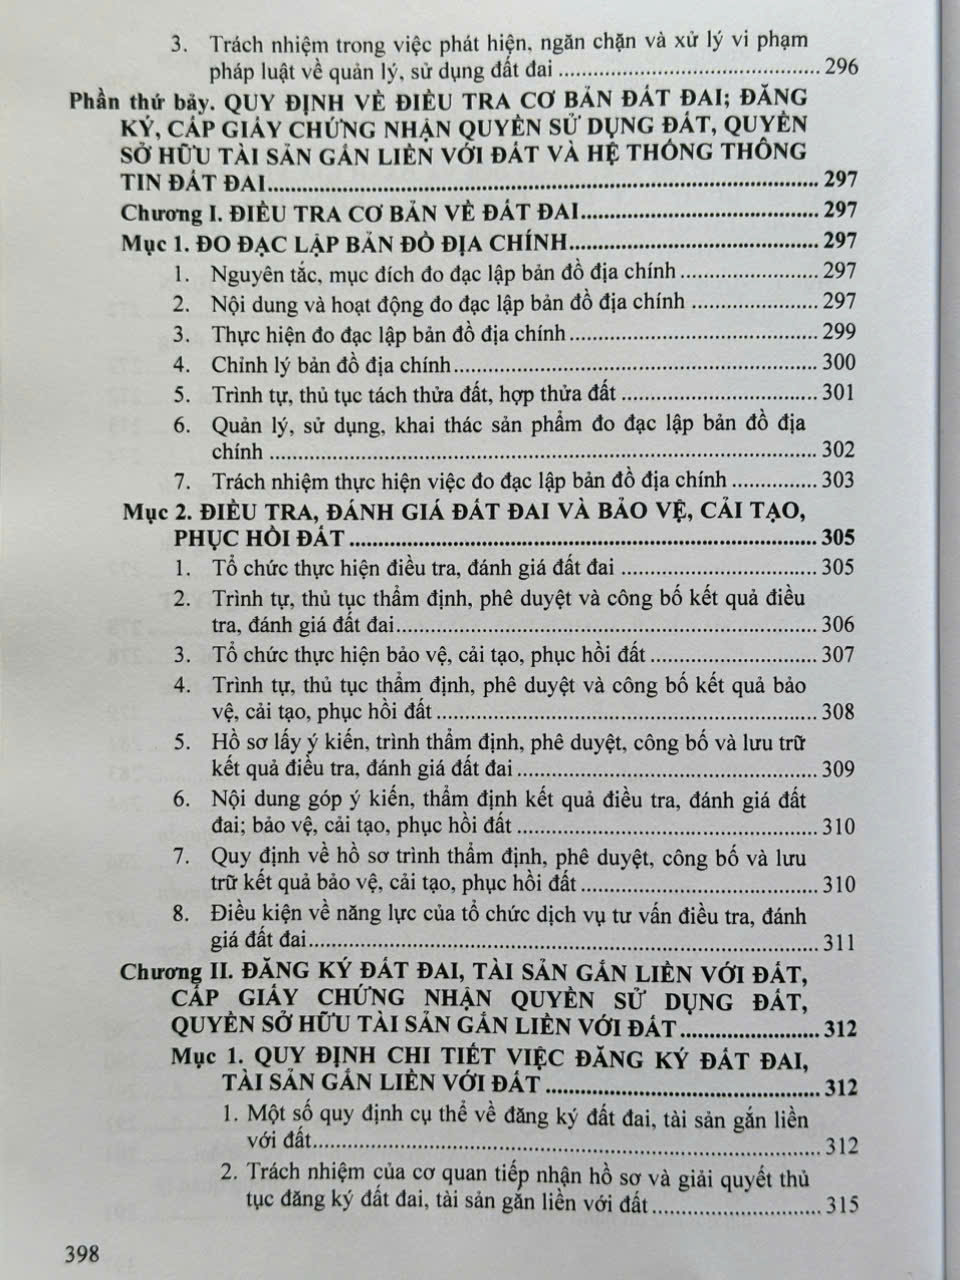 3. Trách nhiệm trong việc phát hiện, ngăn chặn và xử lý vi phạm
pháp luật về quản lý, sử dụng đất đai ........ 296
Phần thứ bảy. QUY ĐỊNH VỀ ĐIỀU TRA CƠ BẢN ĐẤT ĐAI; ĐĂNG
KÝ, CẤP GIẤY CHỨNG NHẬN QUYỀN SỬ DỤNG ĐẤT, QUYỀN
SỞ HỮU TÀI SẢN GẮN LIỀN VỚI ĐẤT VÀ HỆ THỐNG THÔNG
TIN ĐẤT ĐAI ........ 297
Chương I. ĐIỀU TRA CƠ BẢN VỀ ĐẤT ĐAI ........ 297
Mục 1. ĐO ĐẠC LẬP BẢN ĐỒ ĐỊA CHÍNH ........ 297
1. Nguyên tắc, mục đích đo đạc lập bản đồ địa chính ........ 297
2. Nội dung và hoạt động đo đạc lập bản đồ địa chính ........ 297
3. Thực hiện đo đạc lập bản đồ địa chính ........ 299
4. Chỉnh lý bản đồ địa chính ........ 300
5. Trình tự, thủ tục tách thửa đất, hợp thửa đất ........ 301
6. Quản lý, sử dụng, khai thác sản phẩm đo đạc lập bản đồ địa
chính ........ 302
7. Trách nhiệm thực hiện việc đo đạc lập bản đồ địa chính ........ 303
Mục 2. ĐIỀU TRA, ĐÁNH GIÁ ĐẤT ĐAI VÀ BẢO VỆ, CẢI TẠO,
PHỤC HỒI ĐẤT ........ 305
1. Tổ chức thực hiện điều tra, đánh giá đất đai ........ 305
2. Trình tự, thủ tục thẩm định, phê duyệt và công bố kết quả điều
tra, đánh giá đất đai ........ 306
3. Tổ chức thực hiện bảo vệ, cải tạo, phục hồi đất ........ 307
4. Trình tự, thủ tục thẩm định, phê duyệt và công bố kết quả bảo
vệ, cải tạo, phục hồi đất ........ 308
5. Hồ sơ lấy ý kiến, trình thẩm định, phê duyệt, công bố và lưu trữ
kết quả điều tra, đánh giá đất đai ........ 309
6. Nội dung góp ý kiến, thẩm định kết quả điều tra, đánh giá đất
đai; bảo vệ, cải tạo, phục hồi đất ........ 310
7. Quy định về hồ sơ trình thẩm định, phê duyệt, công bố và lưu
trữ kết quả bảo vệ, cải tạo, phục hồi đất ........ 310
8. Điều kiện về năng lực của tổ chức dịch vụ tư vấn điều tra, đánh
giá đất đai ........ 311
Chương II. ĐĂNG KÝ ĐẤT ĐAI, TÀI SẢN GẮN LIỀN VỚI ĐẤT,
CẤP GIẤY CHỨNG NHẬN QUYỀN SỬ DỤNG ĐẤT,
QUYỀN SỞ HỮU TÀI SẢN GẮN LIỀN VỚI ĐẤT ........ 312
Mục 1. QUY ĐỊNH CHI TIẾT VIỆC ĐĂNG KÝ ĐẤT ĐAI,
TÀI SẢN GẮN LIỀN VỚI ĐẤT ........ 312
1. Một số quy định cụ thể về đăng ký đất đai, tài sản gắn liền
với đất ........ 312
2. Trách nhiệm của cơ quan tiếp nhận hồ sơ và giải quyết thủ
tục đăng ký đất đai, tài sản gắn liền với đất ........ 315
398